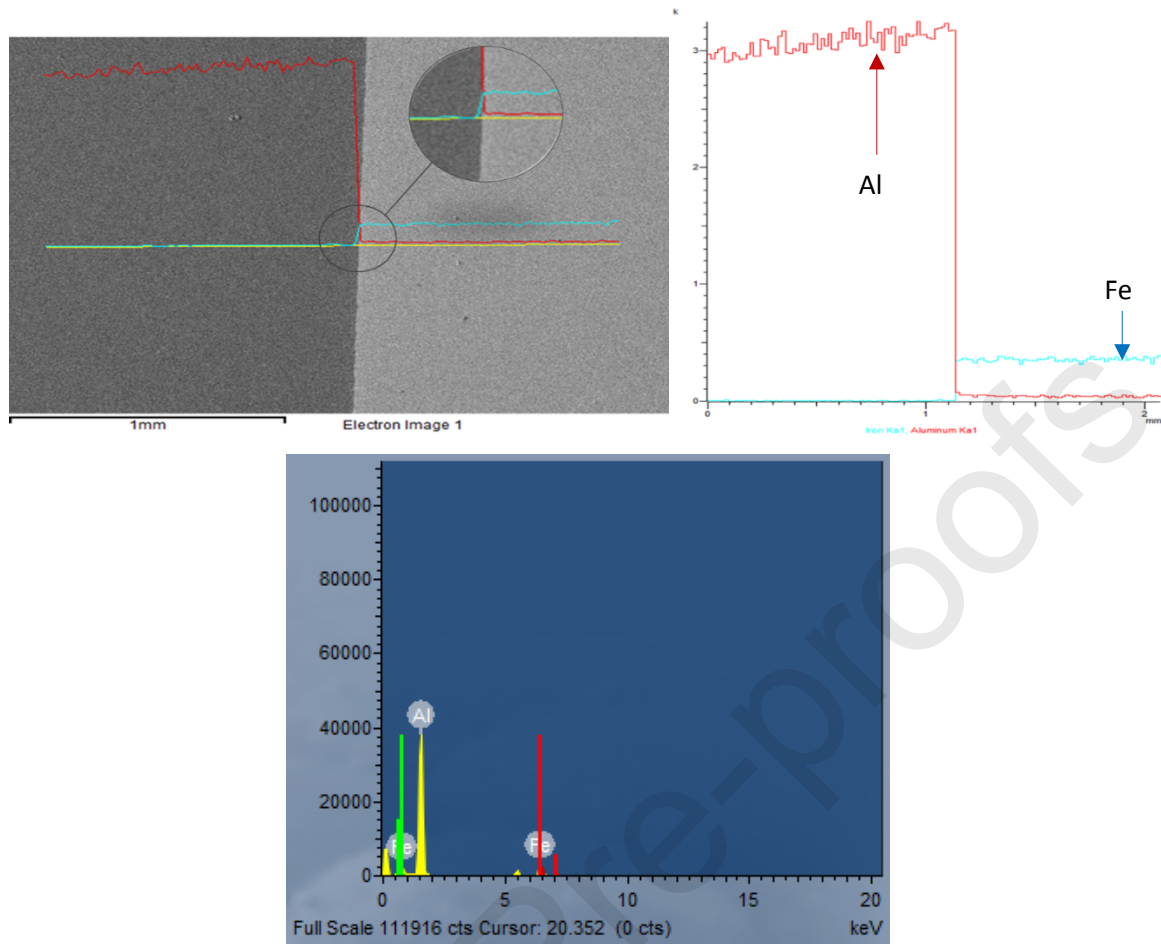 1mm
Electron Image 1
k
3
2
1
0
0
1
2
mm
Al
Fe
Iron Ka1, Aluminum Ka1
100000
80000
60000
40000
20000
0
Al
Fe
Fe
0
5
10
15
20
Full Scale 111916 cts Cursor: 20.352 (0 cts)
keV
pre-proofs